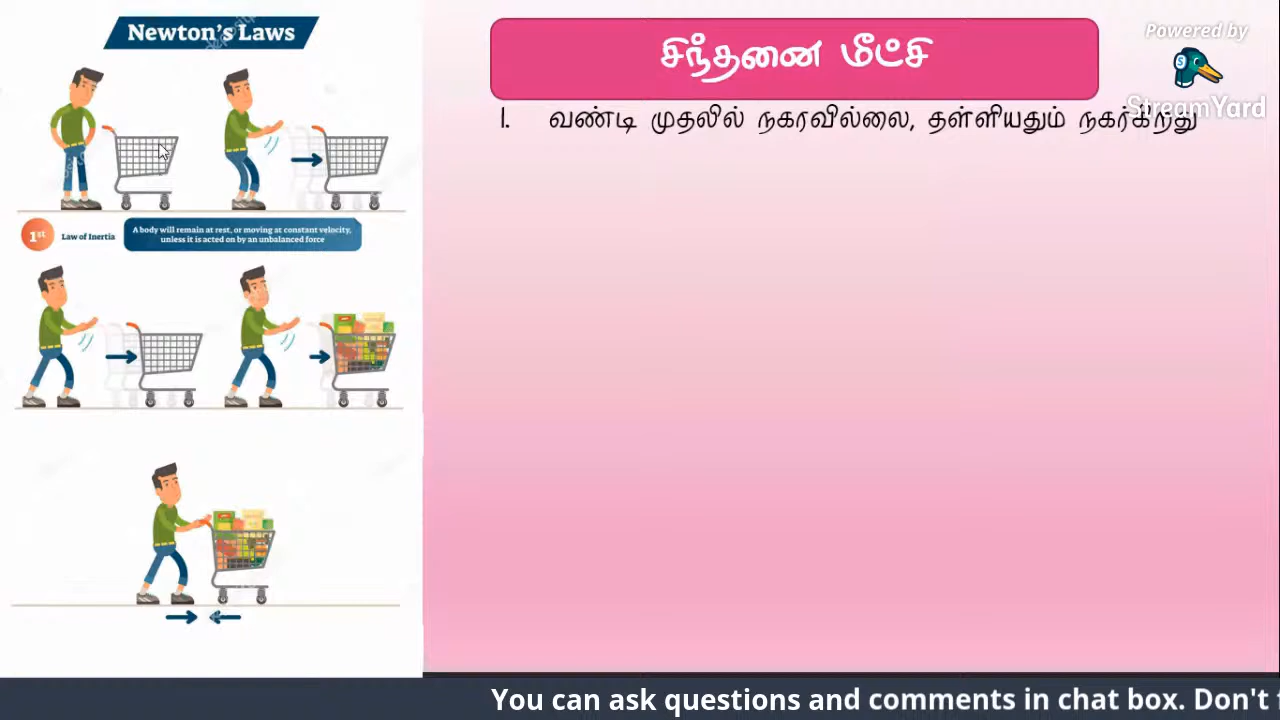 Newton's Laws
1st
Law of Inertia
A body will remain at rest, or moving at constant velocity,
unless it is acted on by an unbalanced force
சிந்தனை மீட்சி
1. வண்டி முதலில் நகரவில்லை, தள்ளியதும் நகர்கிறது
Powered by
StreamYard
You can ask questions and comments in chat box. Don't